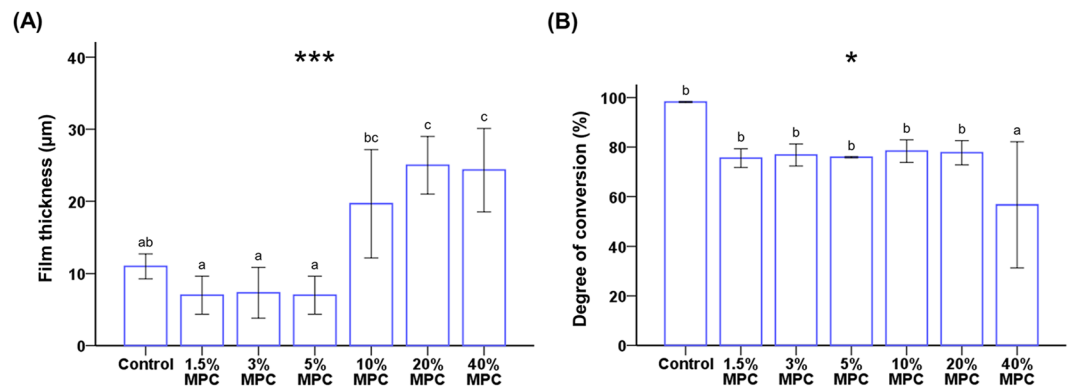 (A)
***
Film thickness (μm)
40
30
20
10
0
ab
a
a
a
bc
c
c
Control 1.5% 3% 5% 10% 20% 40%
MPC MPC MPC MPC MPC MPC
(B)
*
Degree of conversion (%)
100
80
60
40
20
0
b
b
b
b
b
b
a
Control 1.5% 3% 5% 10% 20% 40%
MPC MPC MPC MPC MPC MPC